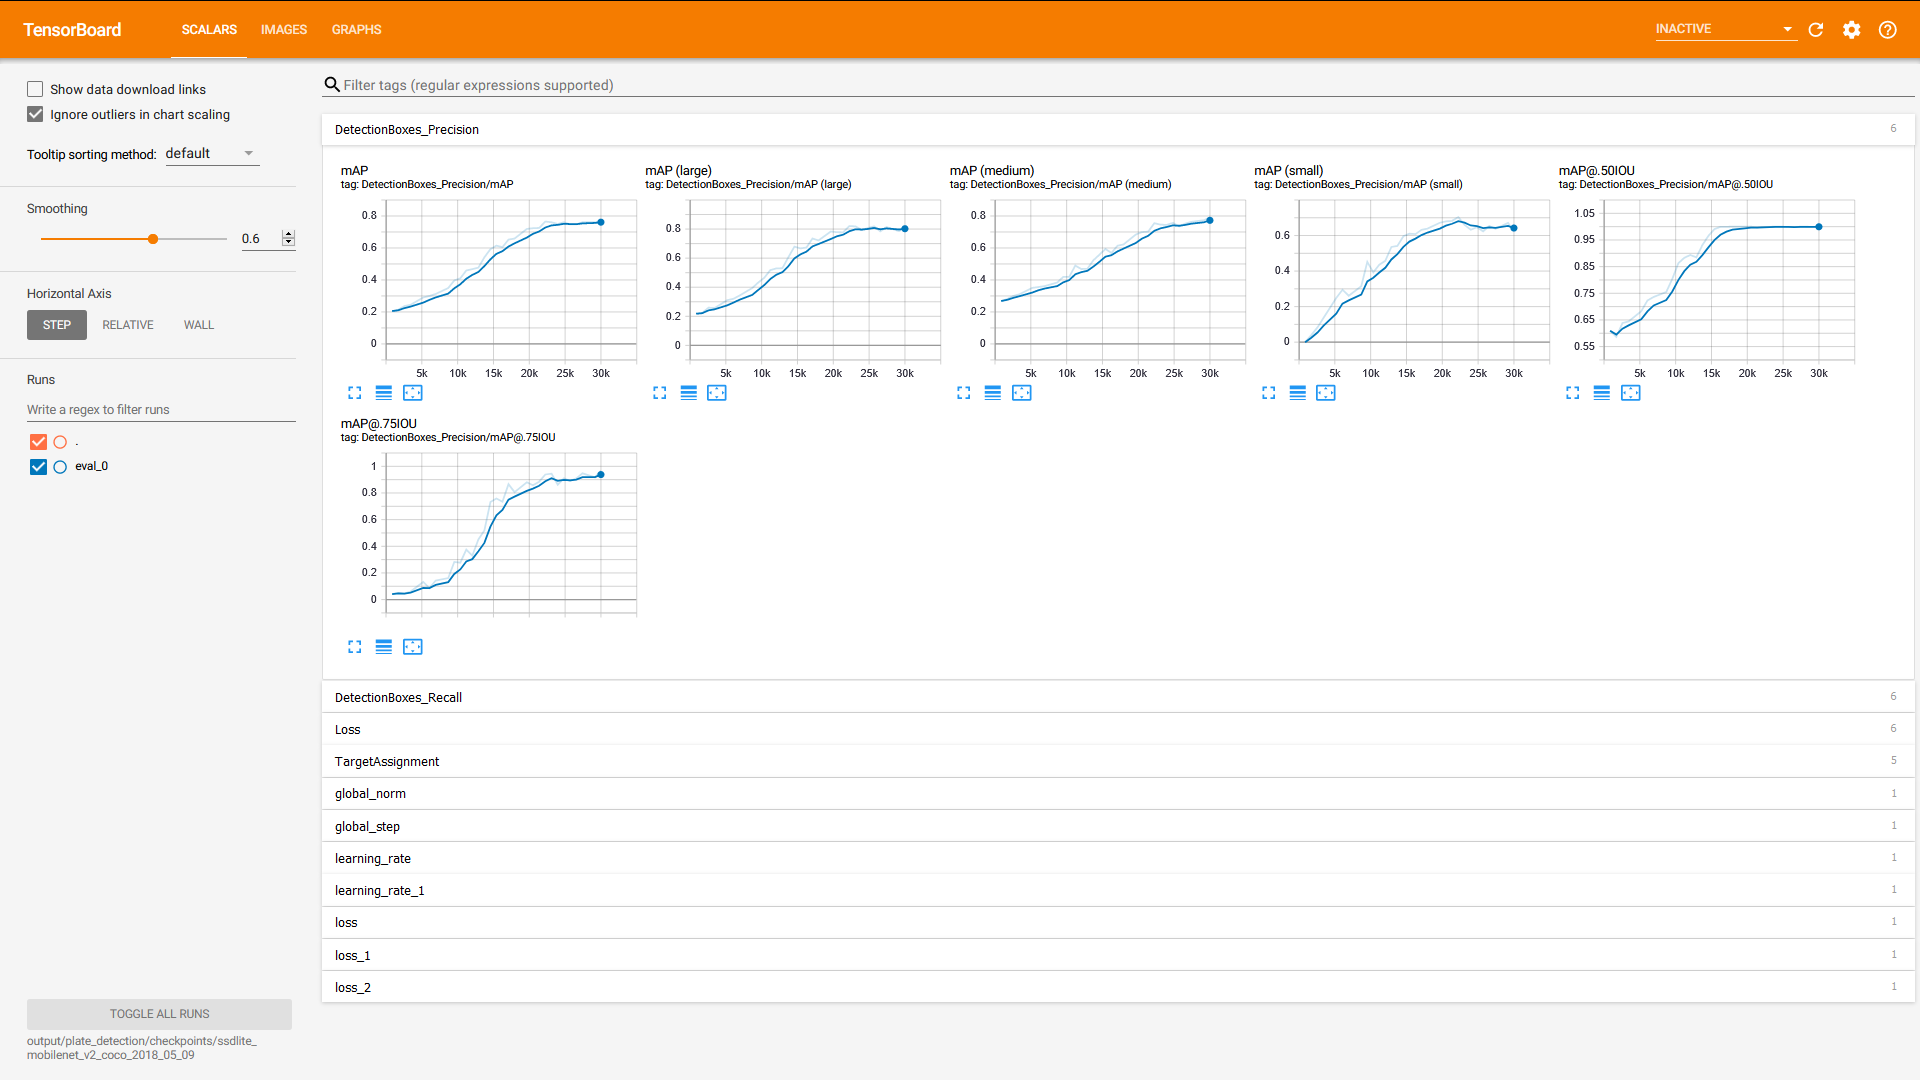 TensorBoard
SCALARS IMAGES GRAPHS
INACTIVE
Show data download links
Ignore outliers in chart scaling
Tooltip sorting method: default
Smoothing
0.6
Horizontal Axis
STEP RELATIVE WALL
Runs
Write a regex to filter runs
.
eval_0
TOGGLE ALL RUNS
output/plate_detection/checkpoints/ssdlite_
mobilenet_v2_coco_2018_05_09
Filter tags (regular expressions supported)
DetectionBoxes_Precision 6
mAP
tag: DetectionBoxes_Precision/mAP
0.8
0.6
0.4
0.2
0
5k 10k 15k 20k 25k 30k
mAP (large)
tag: DetectionBoxes_Precision/mAP (large)
0.8
0.6
0.4
0.2
0
5k 10k 15k 20k 25k 30k
mAP (medium)
tag: DetectionBoxes_Precision/mAP (medium)
0.8
0.6
0.4
0.2
0
5k 10k 15k 20k 25k 30k
mAP (small)
tag: DetectionBoxes_Precision/mAP (small)
0.6
0.4
0.2
0
5k 10k 15k 20k 25k 30k
mAP@.50IOU
tag: DetectionBoxes_Precision/mAP@.50IOU
1.05
0.95
0.85
0.75
0.65
0.55
5k 10k 15k 20k 25k 30k
mAP@.75IOU
tag: DetectionBoxes_Precision/mAP@.75IOU
1
0.8
0.6
0.4
0.2
0
DetectionBoxes_Recall 6
Loss 6
TargetAssignment 5
global_norm 1
global_step 1
learning_rate 1
learning_rate_1 1
loss 1
loss_1 1
loss_2 1